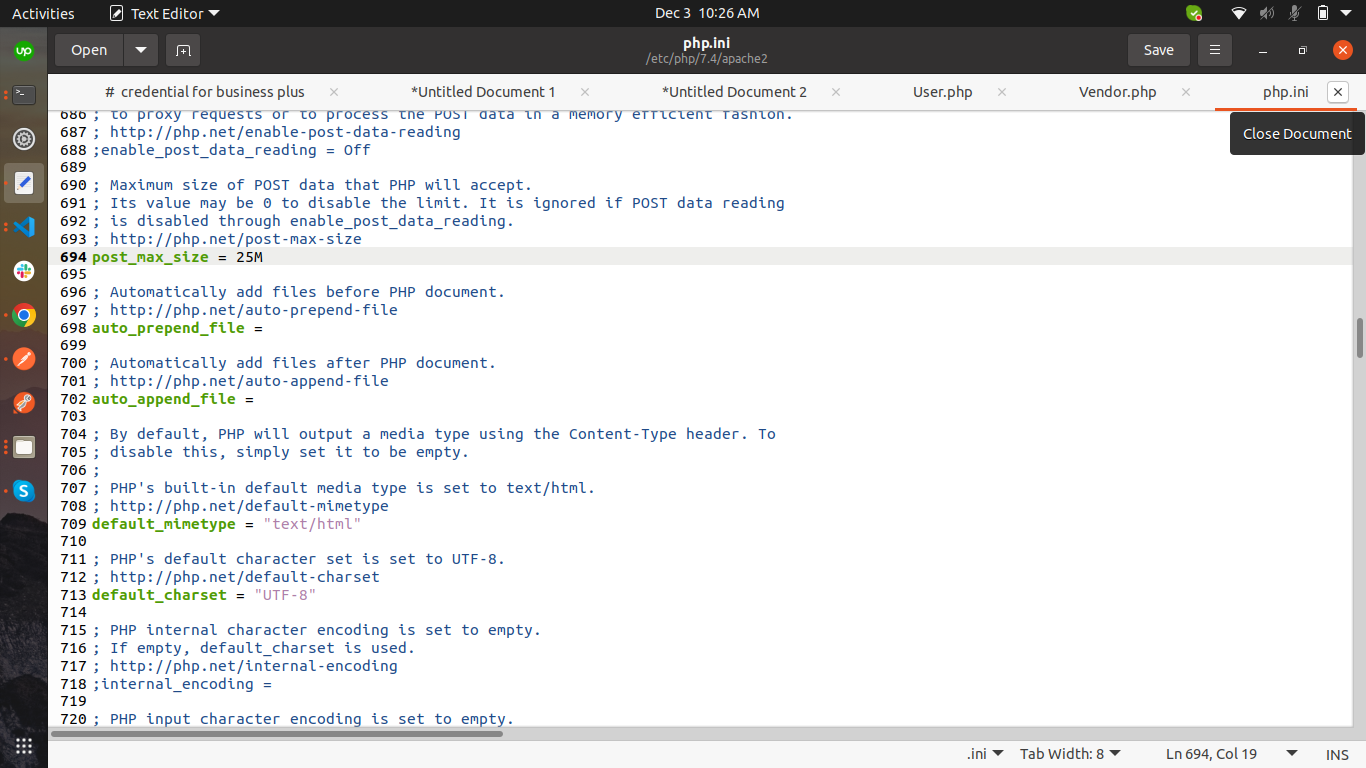 Activities Text Editor Dec 3 10:26 AM
Open php.ini Save
/etc/php/7.4/apache2
# credential for business plus *Untitled Document 1 *Untitled Document 2 User.php Vendor.php php.ini
Close Document
686 ; to proxy requests or to process the POST data in a memory efficient fashion.
687 ; http://php.net/enable-post-data-reading
688 ;enable_post_data_reading = Off
689
690 ; Maximum size of POST data that PHP will accept.
691 ; Its value may be 0 to disable the limit. It is ignored if POST data reading
692 ; is disabled through enable_post_data_reading.
693 ; http://php.net/post-max-size
694 post_max_size = 25M
695
696 ; Automatically add files before PHP document.
697 ; http://php.net/auto-prepend-file
698 auto_prepend_file =
699
700 ; Automatically add files after PHP document.
701 ; http://php.net/auto-append-file
702 auto_append_file =
703
704 ; By default, PHP will output a media type using the Content-Type header. To
705 ; disable this, simply set it to be empty.
706 ;
707 ; PHP's built-in default media type is set to text/html.
708 ; http://php.net/default-mimetype
709 default_mimetype = "text/html"
710
711 ; PHP's default character set is set to UTF-8.
712 ; http://php.net/default-charset
713 default_charset = "UTF-8"
714
715 ; PHP internal character encoding is set to empty.
716 ; If empty, default_charset is used.
717 ; http://php.net/internal-encoding
718 ;internal_encoding =
719
720 ; PHP input character encoding is set to empty.
.ini Tab Width: 8 Ln 694, Col 19 INS